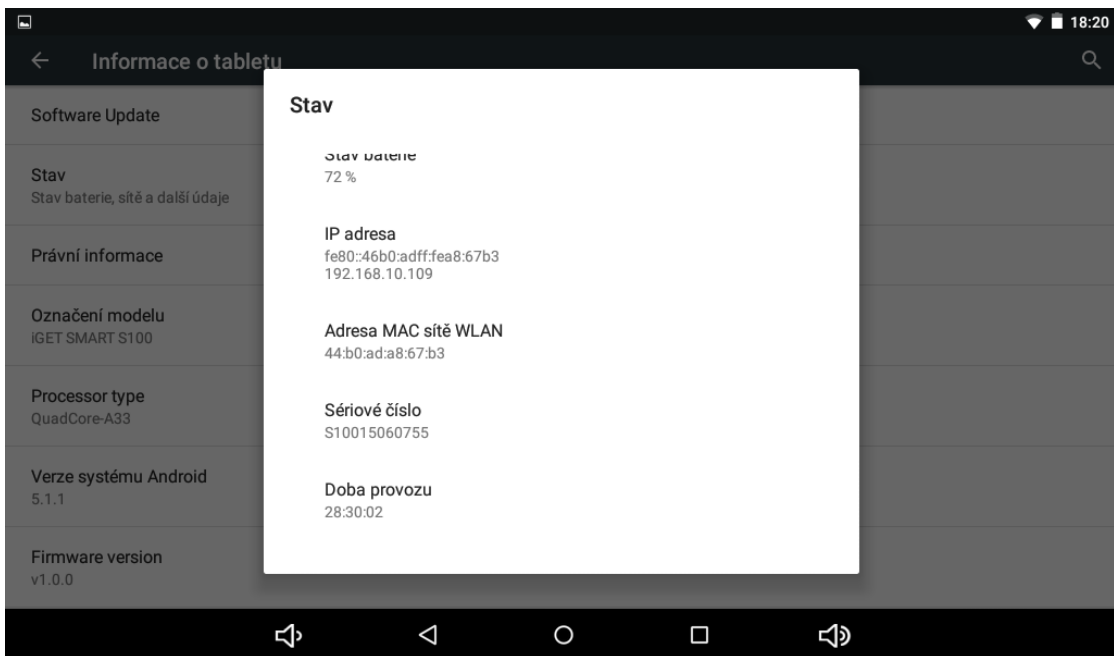 18:20
Informace o tabletu
Software Update
Stav
Stav baterie, sítě a další údaje
Právní informace
Označení modelu
iGET SMART S100
Processor type
QuadCore-A33
Verze systému Android
5.1.1
Firmware version
v1.0.0
Stav
Stav baterie
72 %
IP adresa
fe80::46b0:adff:fea8:67b3
192.168.10.109
Adresa MAC sítě WLAN
44:b0:ad:a8:67:b3
Sériové číslo
S10015060755
Doba provozu
28:30:02